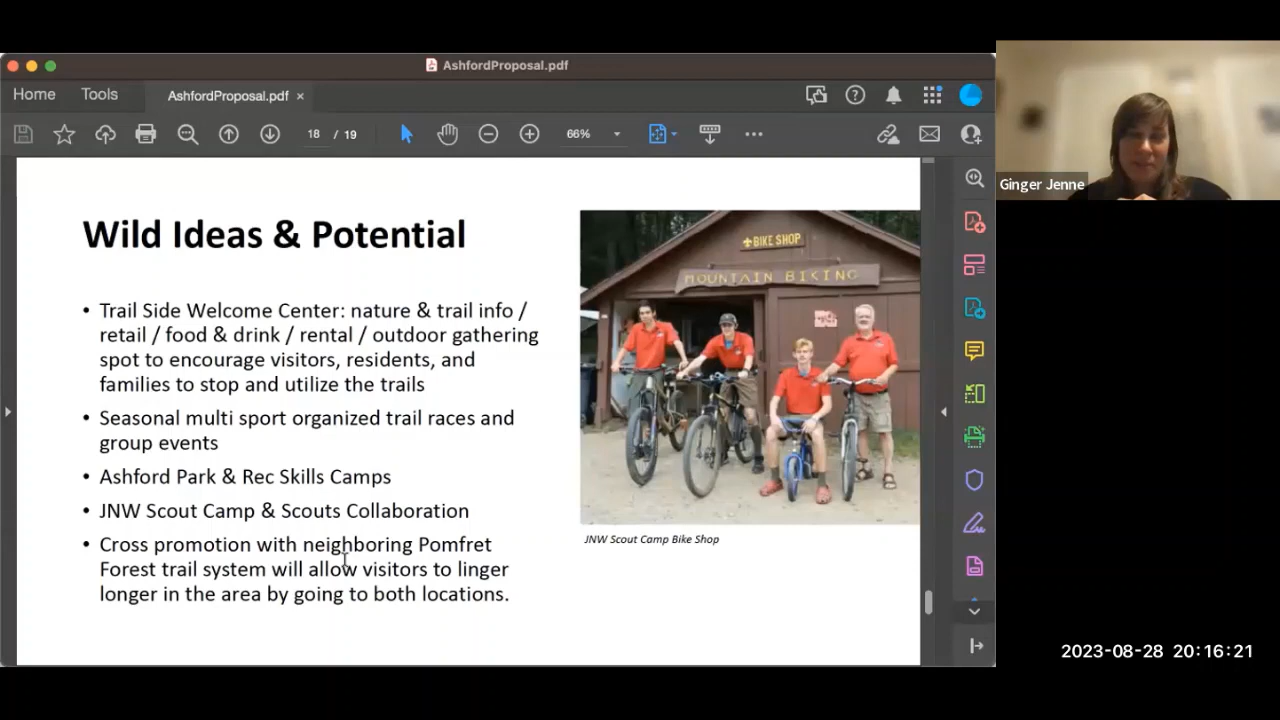 AshfordProposal.pdf
Home Tools AshfordProposal.pdf ×
18 / 19 66%
Wild Ideas & Potential
• Trail Side Welcome Center: nature & trail info /
retail / food & drink / rental / outdoor gathering
spot to encourage visitors, residents, and
families to stop and utilize the trails
• Seasonal multi sport organized trail races and
group events
• Ashford Park & Rec Skills Camps
• JNW Scout Camp & Scouts Collaboration
• Cross promotion with neighboring Pomfret
Forest trail system will allow visitors to linger
longer in the area by going to both locations.
BIKE SHOP
MOUNTAIN BIKING
JNW Scout Camp Bike Shop
Ginger Jenne
2023-08-28 20:16:21